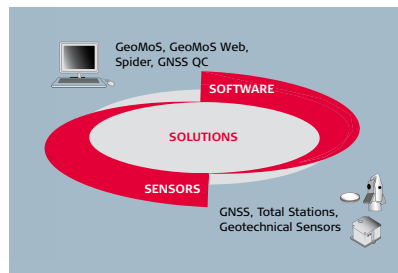 GeoMoS, GeoMoS Web,
Spider, GNSS QC
SOFTWARE
SOLUTIONS
SENSORS
GNSS, Total Stations,
Geotechnical Sensors